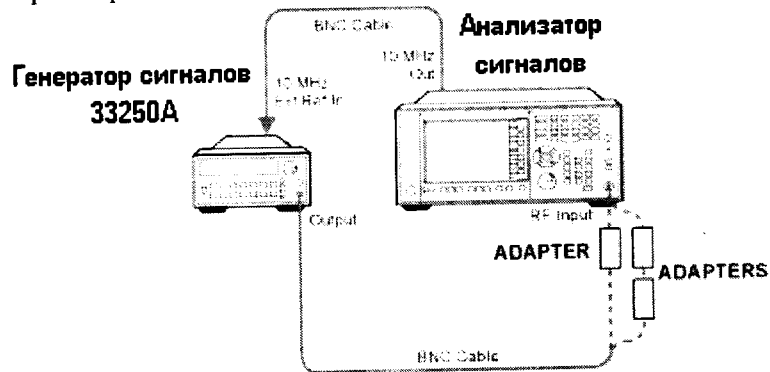 BNC Cable
Анализатор
сигналов
10 MHz
Out
Генератор сигналов
33250A
10 MHz
Ext Ref In
Output
RF Input
ADAPTER
ADAPTERS
BNC Cable